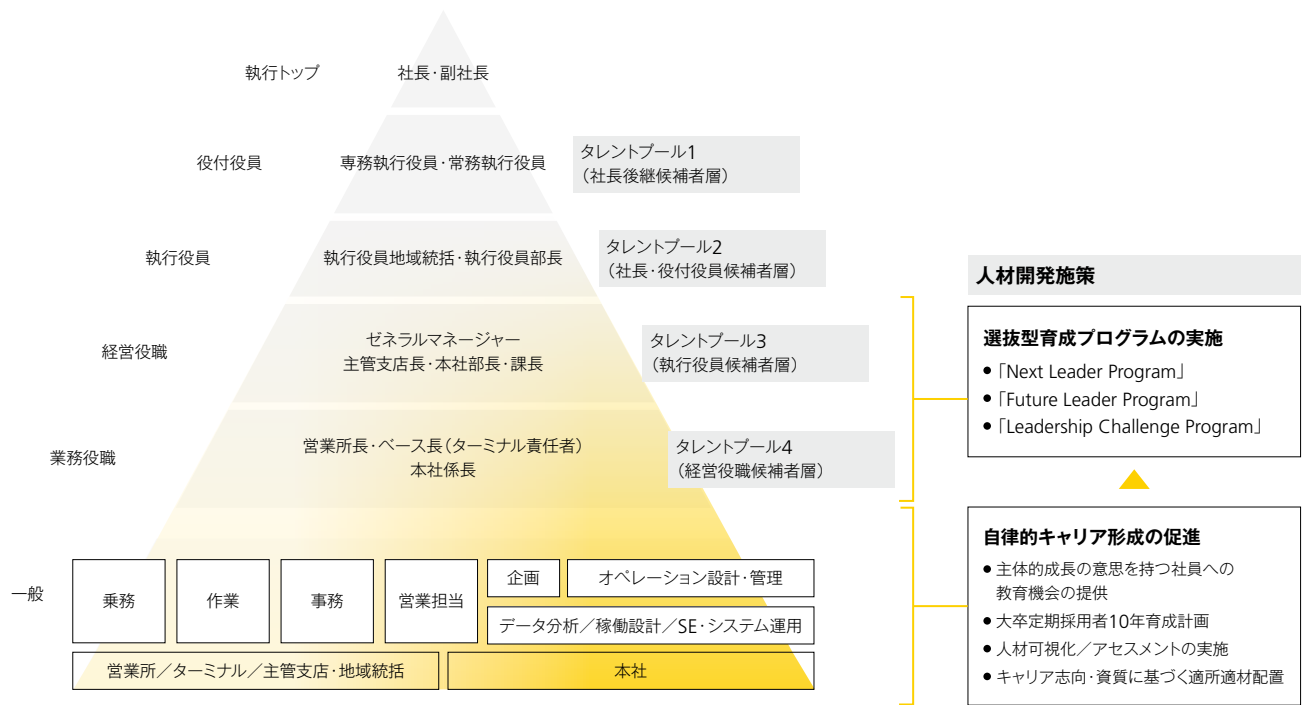 執行トップ
社長・副社長
役付役員
専務執行役員・常務執行役員
タレントプール1
（社長後継候補者層）
執行役員
執行役員地域統括・執行役員部長
タレントプール2
（社長・役付役員候補者層）
経営役職
ゼネラルマネージャー
主管支店長・本社部長・課長
タレントプール3
（執行役員候補者層）
業務役職
営業所長・ベース長（ターミナル責任者）
本社係長
タレントプール4
（経営役職候補者層）
一般
乗務
作業
事務
営業担当
企画
オペレーション設計・管理
データ分析／稼働設計／SE・システム運用
営業所／ターミナル／主管支店・地域統括
本社
人材開発施策
選抜型育成プログラムの実施
● 「Next Leader Program」
● 「Future Leader Program」
● 「Leadership Challenge Program」
自律的キャリア形成の促進
● 主体的成長の意思を持つ社員への
教育機会の提供
● 大卒定期採用者10年育成計画
● 人材可視化／アセスメントの実施
● キャリア志向・資質に基づく適所適材配置